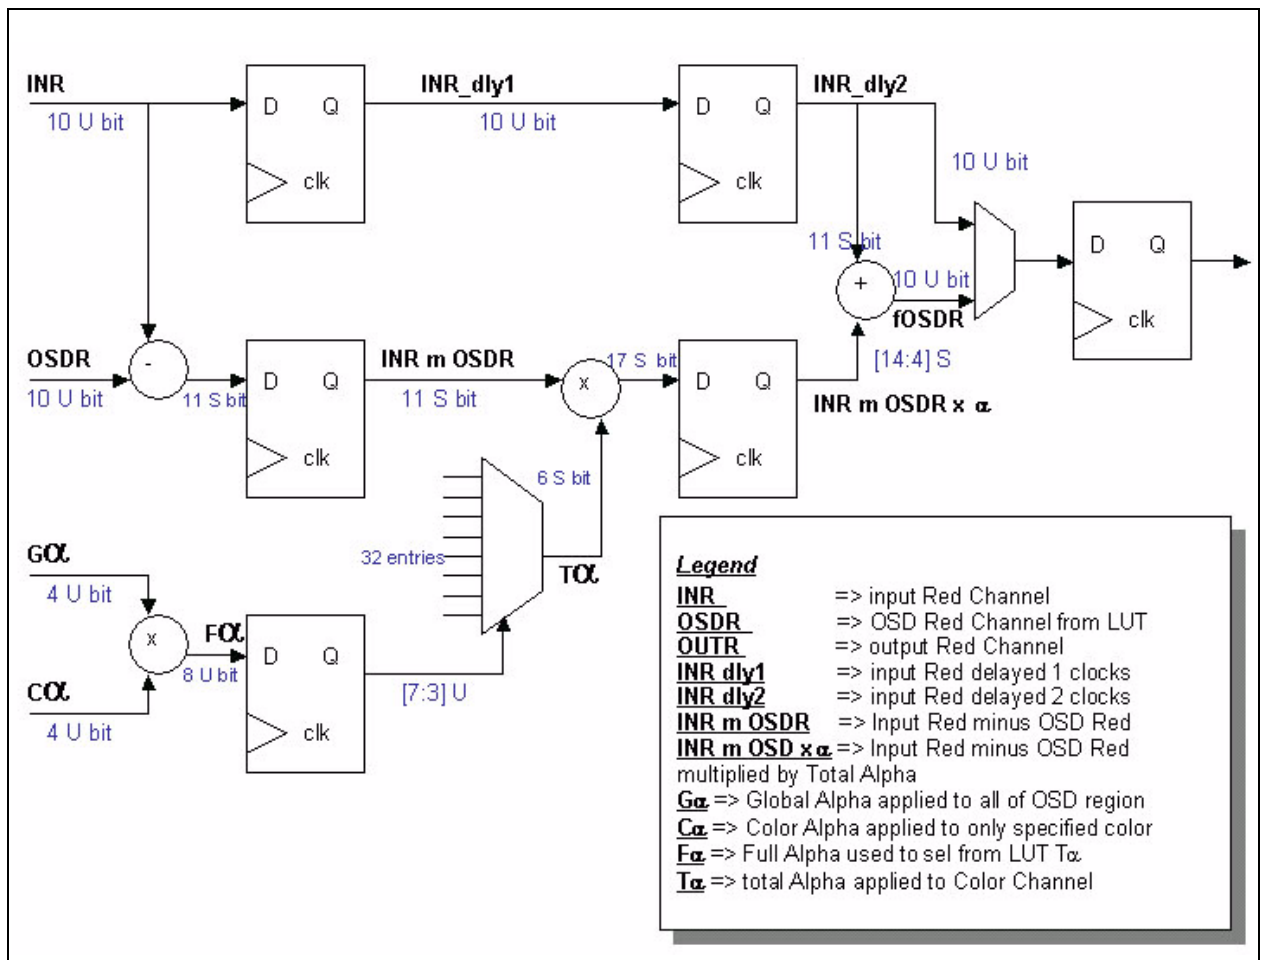 INR
10 U bit
D Q
clk
INR_dly1
10 U bit
D Q
clk
INR_dly2
10 U bit
11 S bit
+
10 U bit
fOSDR
D Q
clk
OSDR
10 U bit
-
11 S bit
D Q
clk
INR m OSDR
11 S bit
x
17 S bit
D Q
clk
[14:4] S
INR m OSDR x α
6 S bit
32 entries
Tα
Gα
4 U bit
x
Fα
8 U bit
Cα
4 U bit
D Q
clk
[7:3] U
Legend
INR => input Red Channel
OSDR => OSD Red Channel from LUT
OUTR => output Red Channel
INR dly1 => input Red delayed 1 clocks
INR dly2 => input Red delayed 2 clocks
INR m OSDR => Input Red minus OSD Red
INR m OSD x α => Input Red minus OSD Red
multiplied by Total Alpha
Gα => Global Alpha applied to all of OSD region
Cα => Color Alpha applied to only specified color
Fα => Full Alpha used to sel from LUT Tα
Tα => total Alpha applied to Color Channel